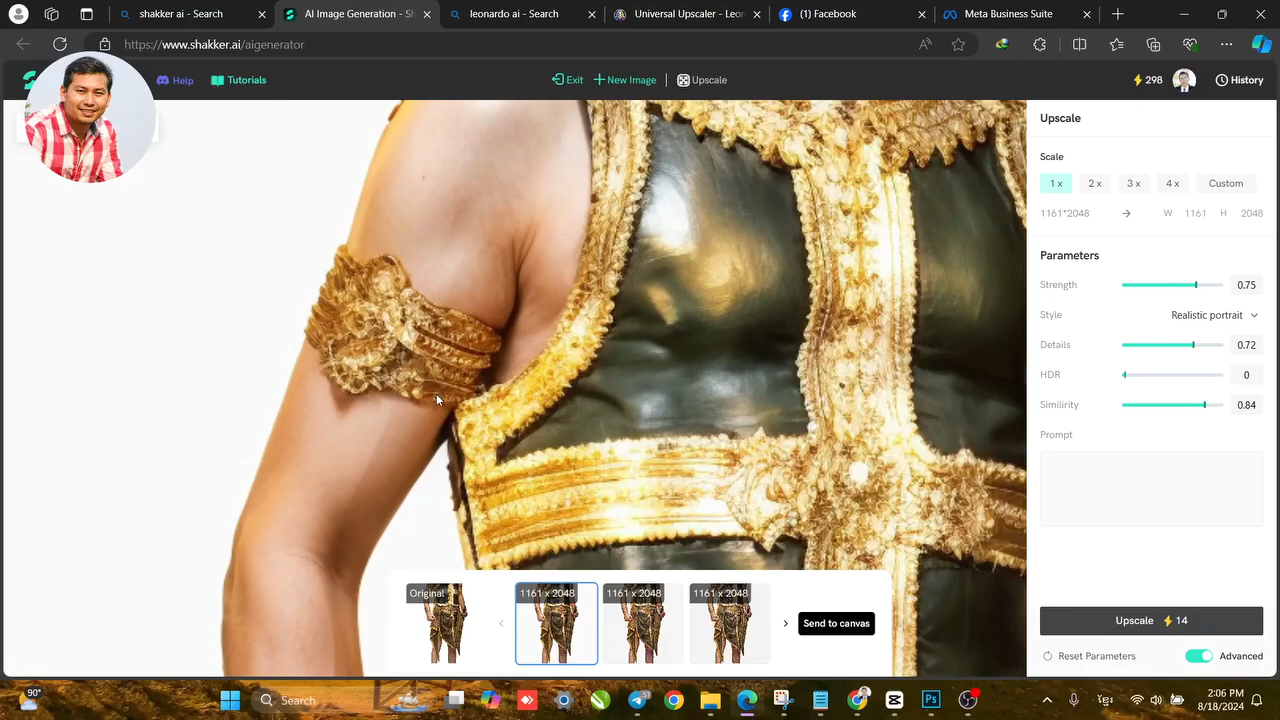 shakker ai - Search
AI Image Generation - Sh
leonardo ai - Search
Universal Upscaler - Leon
(1) Facebook
Meta Business Suite
https://www.shakker.ai/aigenerator
Help
Tutorials
Exit
New Image
Upscale
298
History
Upscale
Scale
1 x
2 x
3 x
4 x
Custom
1161*2048
W
1161
H
2048
Parameters
Strength
0.75
Style
Realistic portrait
Details
0.72
HDR
0
Similirity
0.84
Prompt
Original
1161 x 2048
1161 x 2048
1161 x 2048
Send to canvas
Upscale
14
Reset Parameters
Advanced
90°
Search
Ps
2:06 PM
8/18/2024